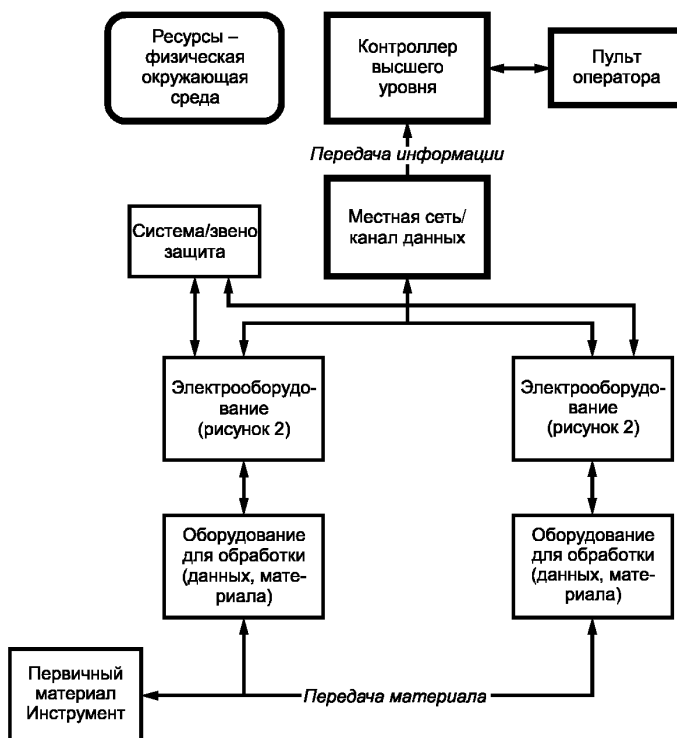 Ресурсы –
физическая
окружающая
среда
Контроллер
высшего
уровня
Пульт
оператора
Передача информации
Система/звено
защита
Местная сеть/
канал данных
Электрооборудо-
вание
(рисунок 2)
Электрооборудо-
вание
(рисунок 2)
Оборудование
для обработки
(данных, мате-
риала)
Оборудование
для обработки
(данных, мате-
риала)
Первичный
материал
Инструмент
Передача материала